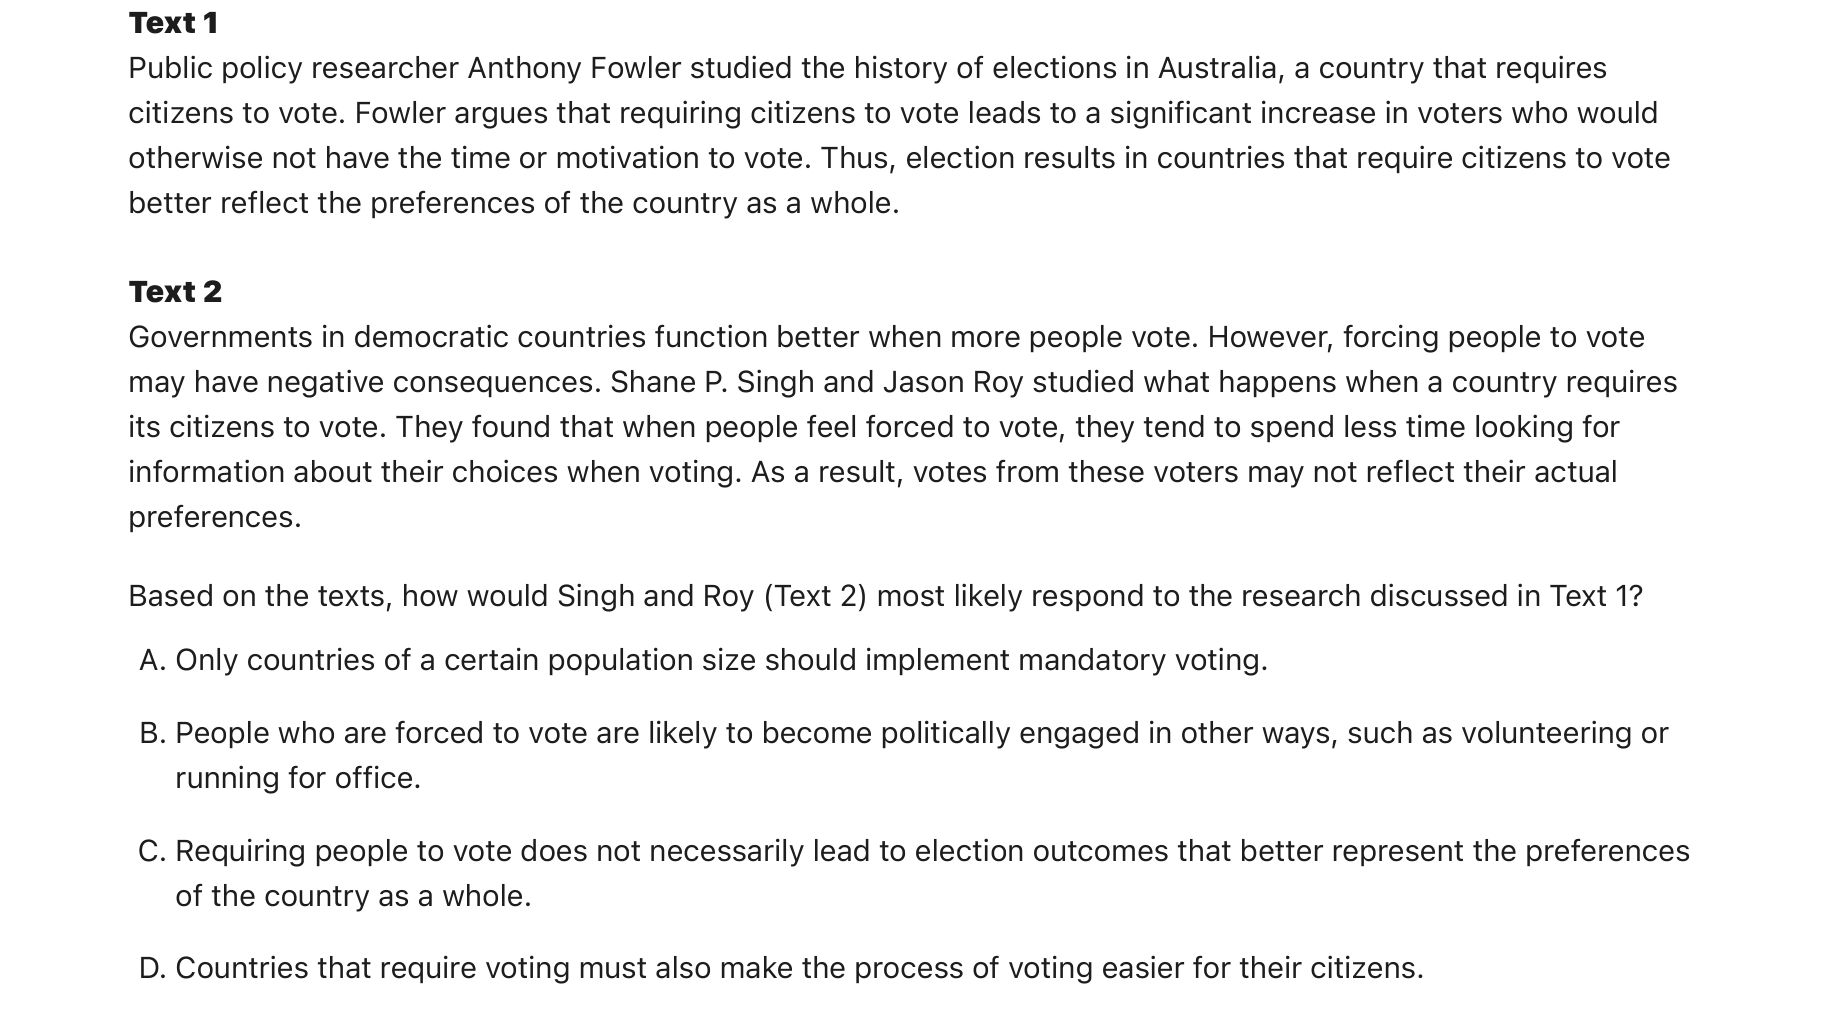 Text 1
Public policy researcher Anthony Fowler studied the history of elections in Australia, a country that requires
citizens to vote. Fowler argues that requiring citizens to vote leads to a significant increase in voters who would
otherwise not have the time or motivation to vote. Thus, election results in countries that require citizens to vote
better reflect the preferences of the country as a whole.
Text 2
Governments in democratic countries function better when more people vote. However, forcing people to vote
may have negative consequences. Shane P. Singh and Jason Roy studied what happens when a country requires
its citizens to vote. They found that when people feel forced to vote, they tend to spend less time looking for
information about their choices when voting. As a result, votes from these voters may not reflect their actual
preferences.
Based on the texts, how would Singh and Roy (Text 2) most likely respond to the research discussed in Text 1?
A. Only countries of a certain population size should implement mandatory voting.
B. People who are forced to vote are likely to become politically engaged in other ways, such as volunteering or
running for office.
C. Requiring people to vote does not necessarily lead to election outcomes that better represent the preferences
of the country as a whole.
D. Countries that require voting must also make the process of voting easier for their citizens.